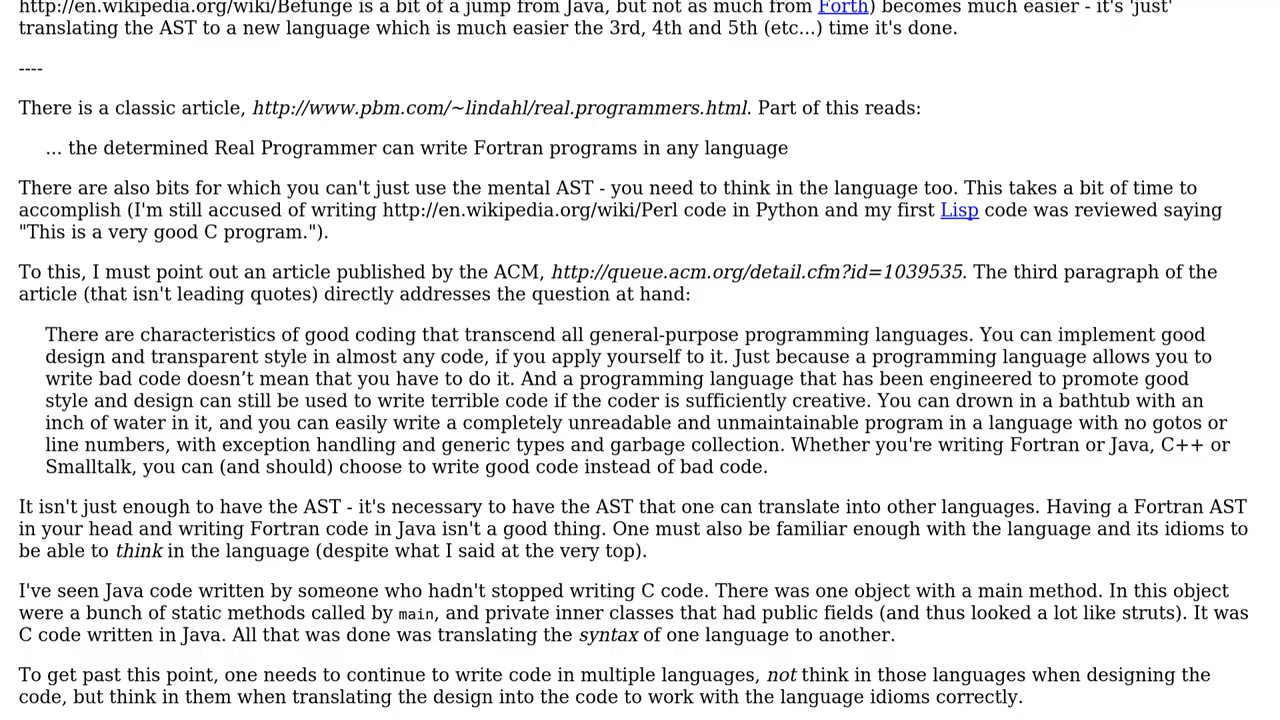 http://en.wikipedia.org/wiki/Befunge is a bit of a jump from Java, but not as much from Forth) becomes much easier - it's 'just'
translating the AST to a new language which is much easier the 3rd, 4th and 5th (etc...) time it's done.
----
There is a classic article, http://www.pbm.com/~lindahl/real.programmers.html. Part of this reads:
... the determined Real Programmer can write Fortran programs in any language
There are also bits for which you can't just use the mental AST - you need to think in the language too. This takes a bit of time to
accomplish (I'm still accused of writing http://en.wikipedia.org/wiki/Perl code in Python and my first Lisp code was reviewed saying
"This is a very good C program.").
To this, I must point out an article published by the ACM, http://queue.acm.org/detail.cfm?id=1039535. The third paragraph of the
article (that isn't leading quotes) directly addresses the question at hand:
There are characteristics of good coding that transcend all general-purpose programming languages. You can implement good
design and transparent style in almost any code, if you apply yourself to it. Just because a programming language allows you to
write bad code doesn’t mean that you have to do it. And a programming language that has been engineered to promote good
style and design can still be used to write terrible code if the coder is sufficiently creative. You can drown in a bathtub with an
inch of water in it, and you can easily write a completely unreadable and unmaintainable program in a language with no gotos or
line numbers, with exception handling and generic types and garbage collection. Whether you're writing Fortran or Java, C++ or
Smalltalk, you can (and should) choose to write good code instead of bad code.
It isn't just enough to have the AST - it's necessary to have the AST that one can translate into other languages. Having a Fortran AST
in your head and writing Fortran code in Java isn't a good thing. One must also be familiar enough with the language and its idioms to
be able to think in the language (despite what I said at the very top).
I've seen Java code written by someone who hadn't stopped writing C code. There was one object with a main method. In this object
were a bunch of static methods called by main, and private inner classes that had public fields (and thus looked a lot like struts). It was
C code written in Java. All that was done was translating the syntax of one language to another.
To get past this point, one needs to continue to write code in multiple languages, not think in those languages when designing the
code, but think in them when translating the design into the code to work with the language idioms correctly.